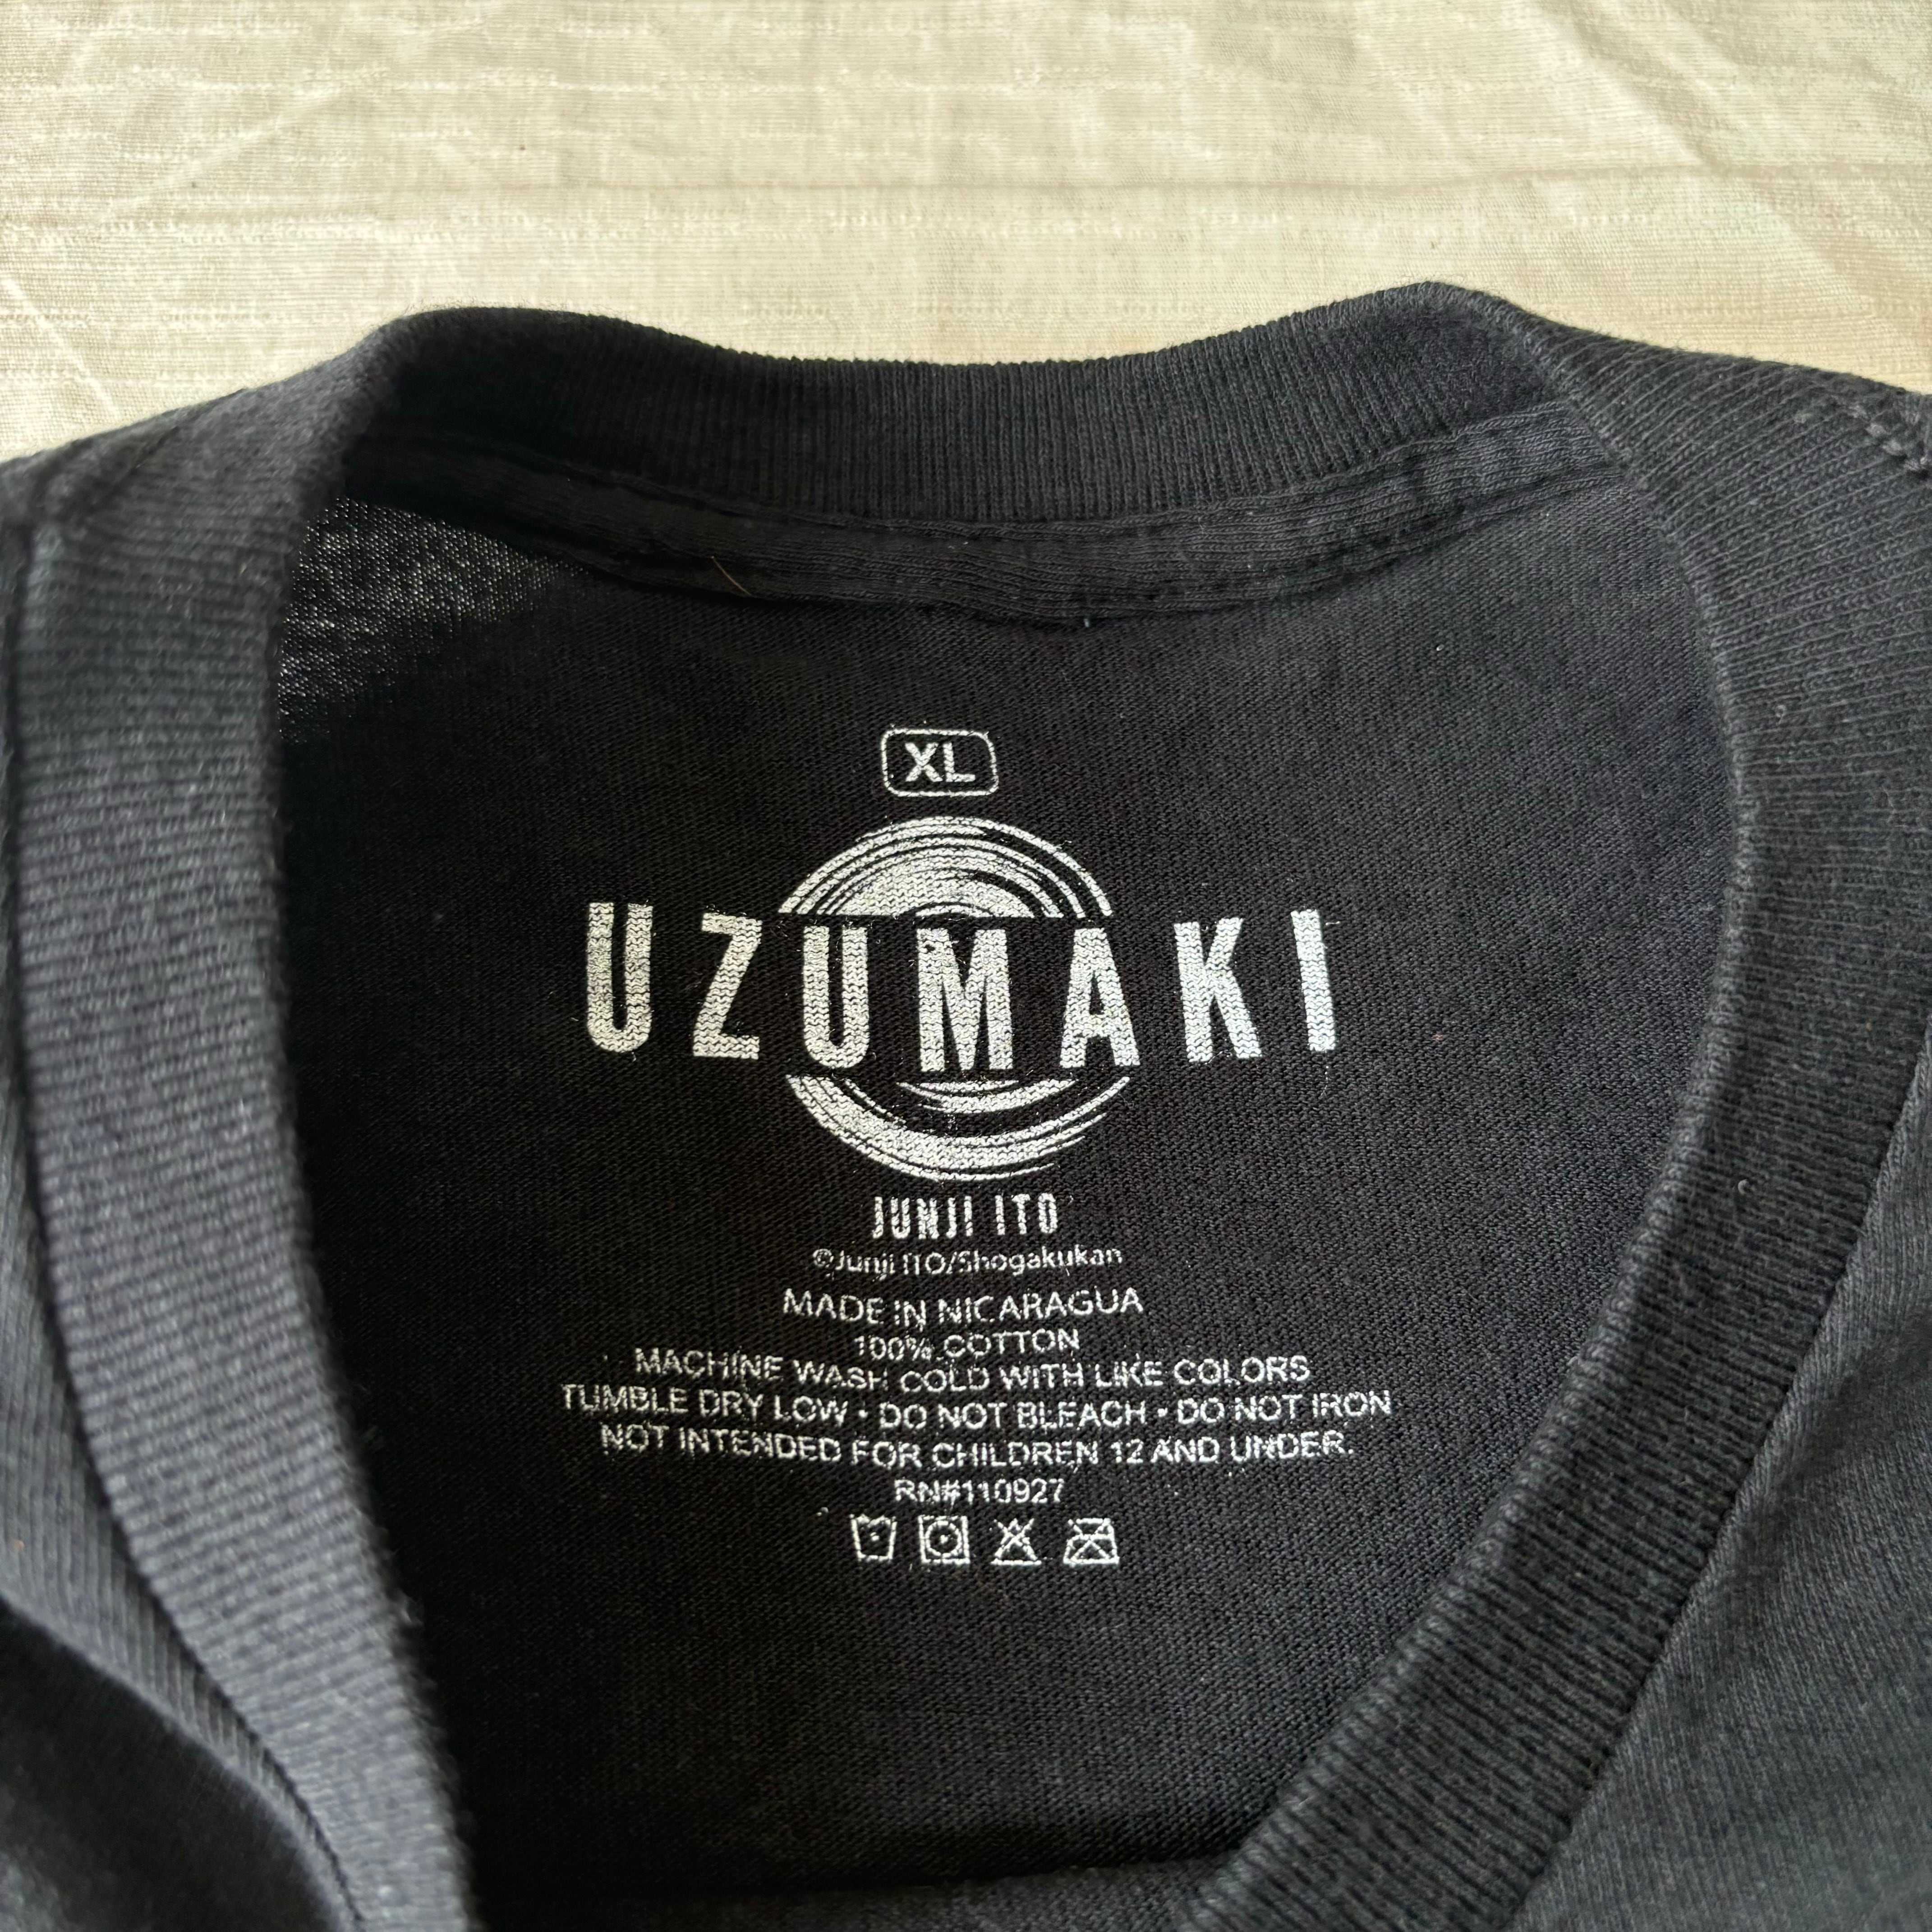 XL
UZUMAKI
JUNJI ITO
©Junji ITO/Shogakukan
MADE IN NICARAGUA
100% COTTON
MACHINE WASH COLD WITH LIKE COLORS
TUMBLE DRY LOW • DO NOT BLEACH • DO NOT IRON
NOT INTENDED FOR CHILDREN 12 AND UNDER.
RN#110927